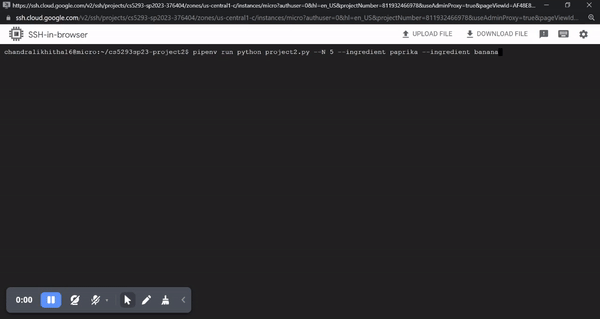 https://ssh.cloud.google.com/v2/ssh/projects/cs5293-sp2023-376404/zones/us-central1-c/instances/micro?authuser=0&hl=en_US&projectNumber=811932466978&useAdminProxy=true&pageViewId=AF48E8...
ssh.cloud.google.com/v2/ssh/projects/cs5293-sp2023-376404/zones/us-central1-c/instances/micro?authuser=0&hl=en_US&projectNumber=811932466978&useAdminProxy=true&pageViewId...
SSH-in-browser
UPLOAD FILE
DOWNLOAD FILE
chandralikhitha16@micro:~/cs5293sp23-project2$ pipenv run python project2.py --N 5 --ingredient paprika --ingredient banana
0:00